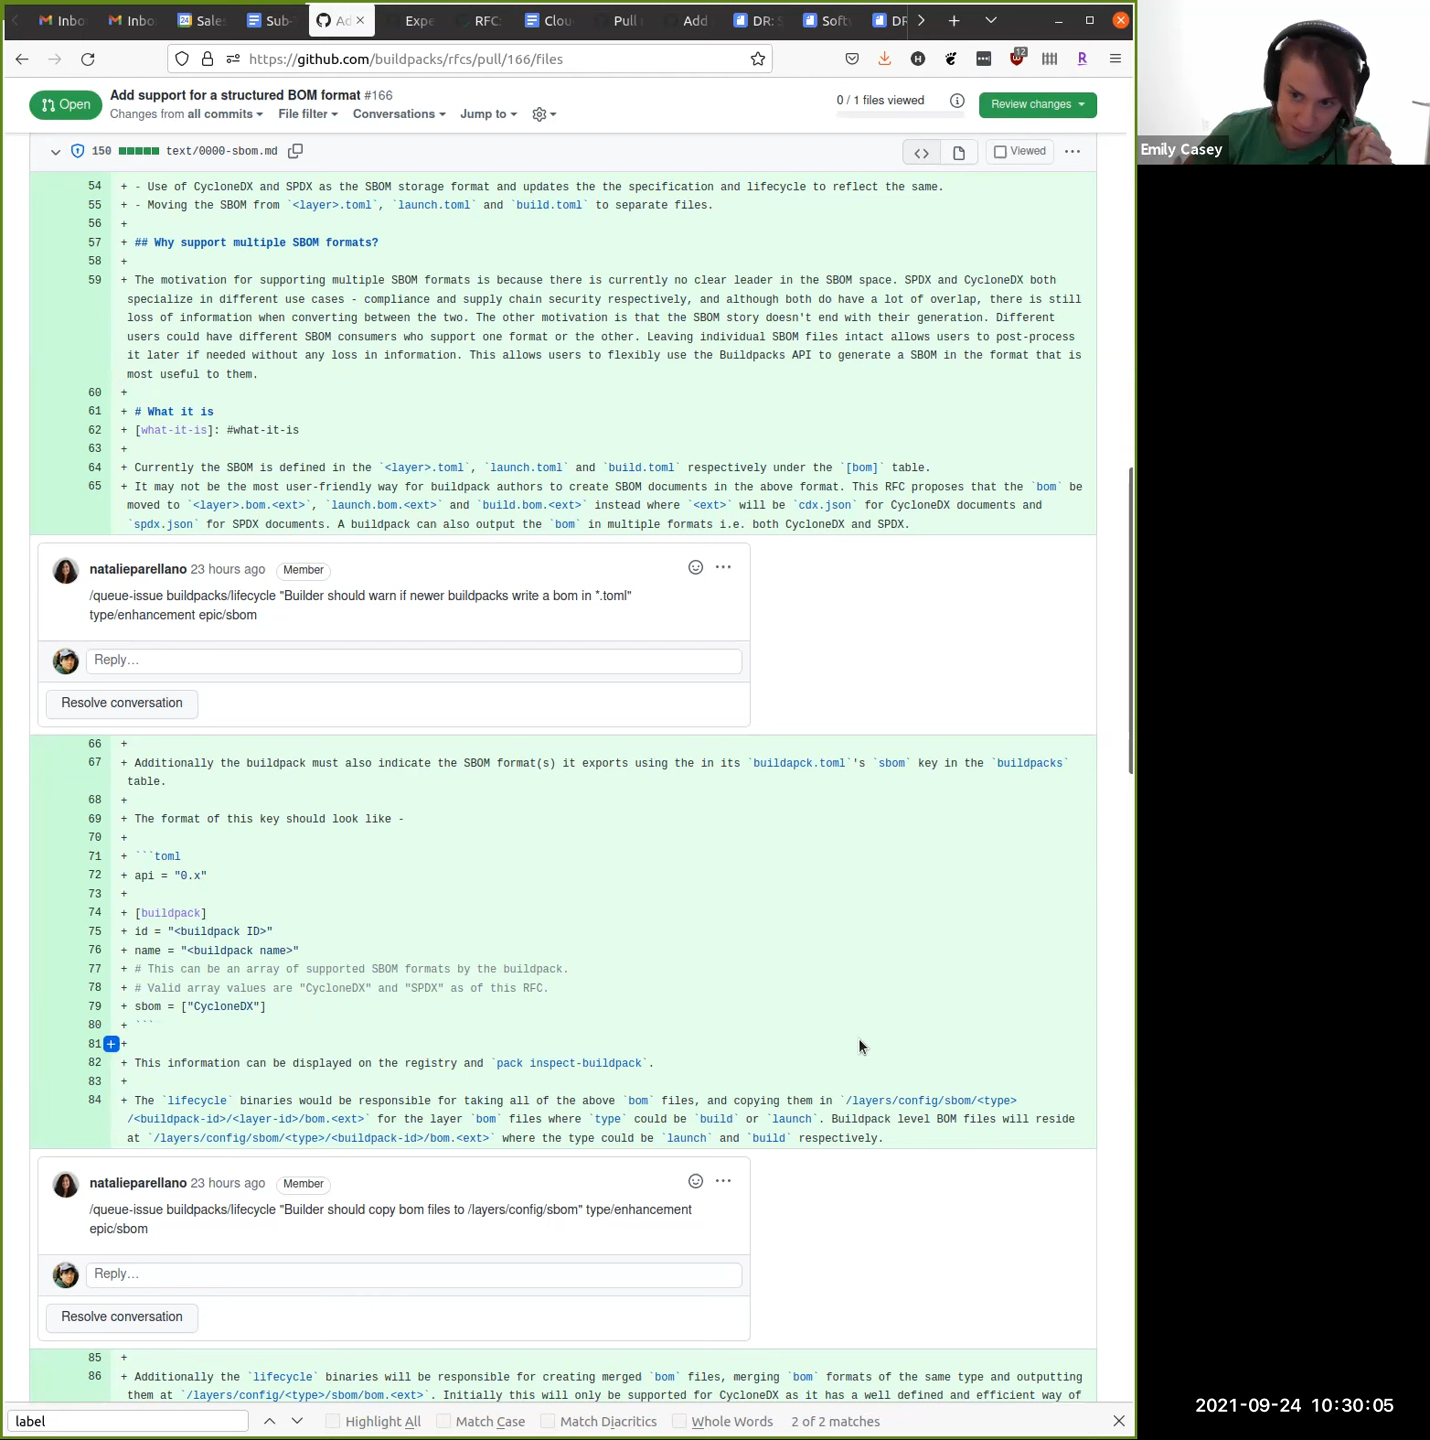 Inbo Inbo 24 Sale Sub- Ad Expe RFC: Clou Pull Add DR: Soft DR
https://github.com/buildpacks/rfcs/pull/166/files
12
Open
Add support for a structured BOM format #166
Changes from all commits File filter Conversations Jump to
0 / 1 files viewed
Review changes
150 text/0000-sbom.md
Viewed
54 + - Use of CycloneDX and SPDX as the SBOM storage format and updates the the specification and lifecycle to reflect the same.
55 + - Moving the SBOM from `<layer>.toml`, `launch.toml` and `build.toml` to separate files.
56 +
57 + ## Why support multiple SBOM formats?
58 +
59 + The motivation for supporting multiple SBOM formats is because there is currently no clear leader in the SBOM space. SPDX and CycloneDX both
specialize in different use cases - compliance and supply chain security respectively, and although both do have a lot of overlap, there is still
loss of information when converting between the two. The other motivation is that the SBOM story doesn't end with their generation. Different
users could have different SBOM consumers who support one format or the other. Leaving individual SBOM files intact allows users to post-process
it later if needed without any loss in information. This allows users to flexibly use the Buildpacks API to generate a SBOM in the format that is
most useful to them.
60 +
61 + # What it is
62 + [what-it-is]: #what-it-is
63 +
64 + Currently the SBOM is defined in the `<layer>.toml`, `launch.toml` and `build.toml` respectively under the `[bom]` table.
65 + It may not be the most user-friendly way for buildpack authors to create SBOM documents in the above format. This RFC proposes that the `bom` be
moved to `<layer>.bom.<ext>`, `launch.bom.<ext>` and `build.bom.<ext>` instead where `<ext>` will be `cdx.json` for CycloneDX documents and
`spdx.json` for SPDX documents. A buildpack can also output the `bom` in multiple formats i.e. both CycloneDX and SPDX.
natalieparellano 23 hours ago Member
/queue-issue buildpacks/lifecycle "Builder should warn if newer buildpacks write a bom in *.toml"
type/enhancement epic/sbom
Reply...
Resolve conversation
66 +
67 + Additionally the buildpack must also indicate the SBOM format(s) it exports using the in its `buildapck.toml`'s `sbom` key in the `buildpacks`
table.
68 +
69 + The format of this key should look like -
70 +
71 + ```toml
72 + api = "0.x"
73 +
74 + [buildpack]
75 + id = "<buildpack ID>"
76 + name = "<buildpack name>"
77 + # This can be an array of supported SBOM formats by the buildpack.
78 + # Valid array values are "CycloneDX" and "SPDX" as of this RFC.
79 + sbom = ["CycloneDX"]
80 + ```
81 +
82 + This information can be displayed on the registry and `pack inspect-buildpack`.
83 +
84 + The `lifecycle` binaries would be responsible for taking all of the above `bom` files, and copying them in `/layers/config/sbom/<type>
/<buildpack-id>/<layer-id>/bom.<ext>` for the layer `bom` files where `type` could be `build` or `launch`. Buildpack level BOM files will reside
at `/layers/config/sbom/<type>/<buildpack-id>/bom.<ext>` where the type could be `launch` and `build` respectively.
natalieparellano 23 hours ago Member
/queue-issue buildpacks/lifecycle "Builder should copy bom files to /layers/config/sbom" type/enhancement
epic/sbom
Reply...
Resolve conversation
85 +
86 + Additionally the `lifecycle` binaries will be responsible for creating merged `bom` files, merging `bom` formats of the same type and outputting
them at `/layers/config/<type>/sbom/bom.<ext>`. Initially this will only be supported for CycloneDX as it has a well defined and efficient way of
label
Highlight All Match Case Match Diacritics Whole Words 2 of 2 matches
Emily Casey
2021-09-24 10:30:05